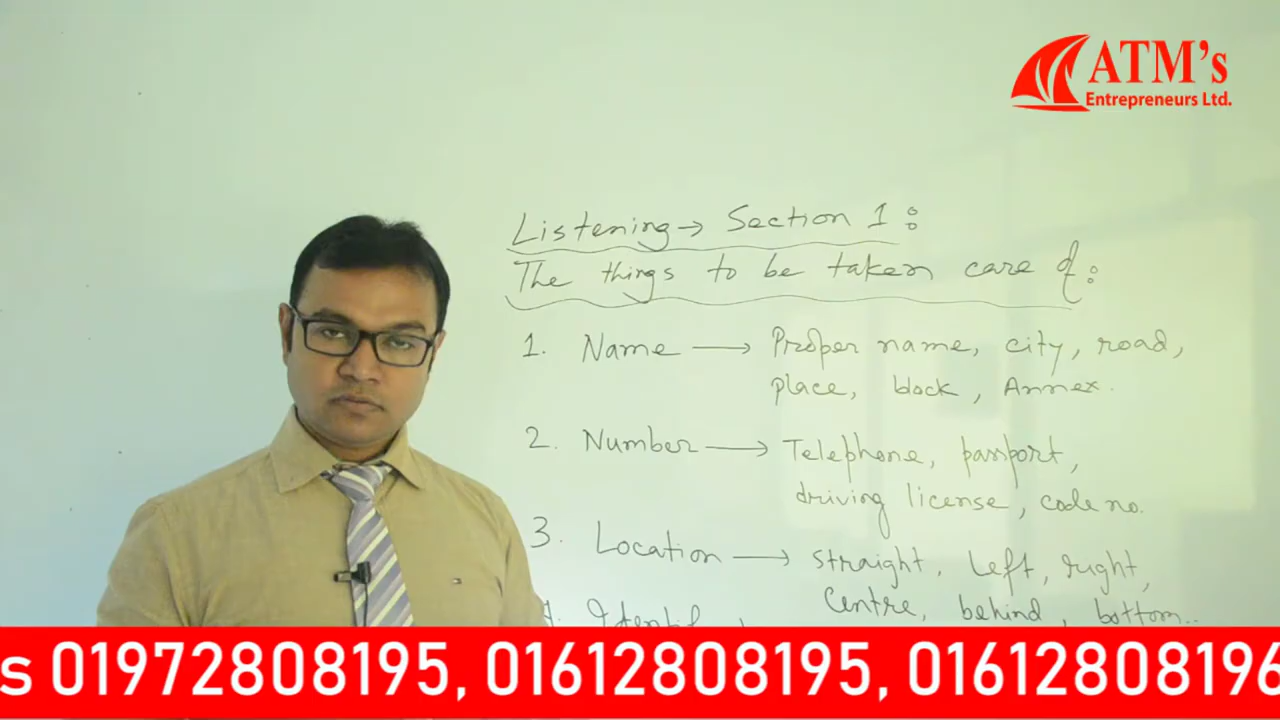 ATM's
Entrepreneurs Ltd.
Listening → Section 1:
The things to be taken care of:
1. Name → Proper name, city, road,
place, block, Annex.
2. Number → Telephone, passport,
driving license, code no.
3. Location → straight, left, right,
Centre, behind, bottom...
s 01972808195, 01612808195, 01612808196